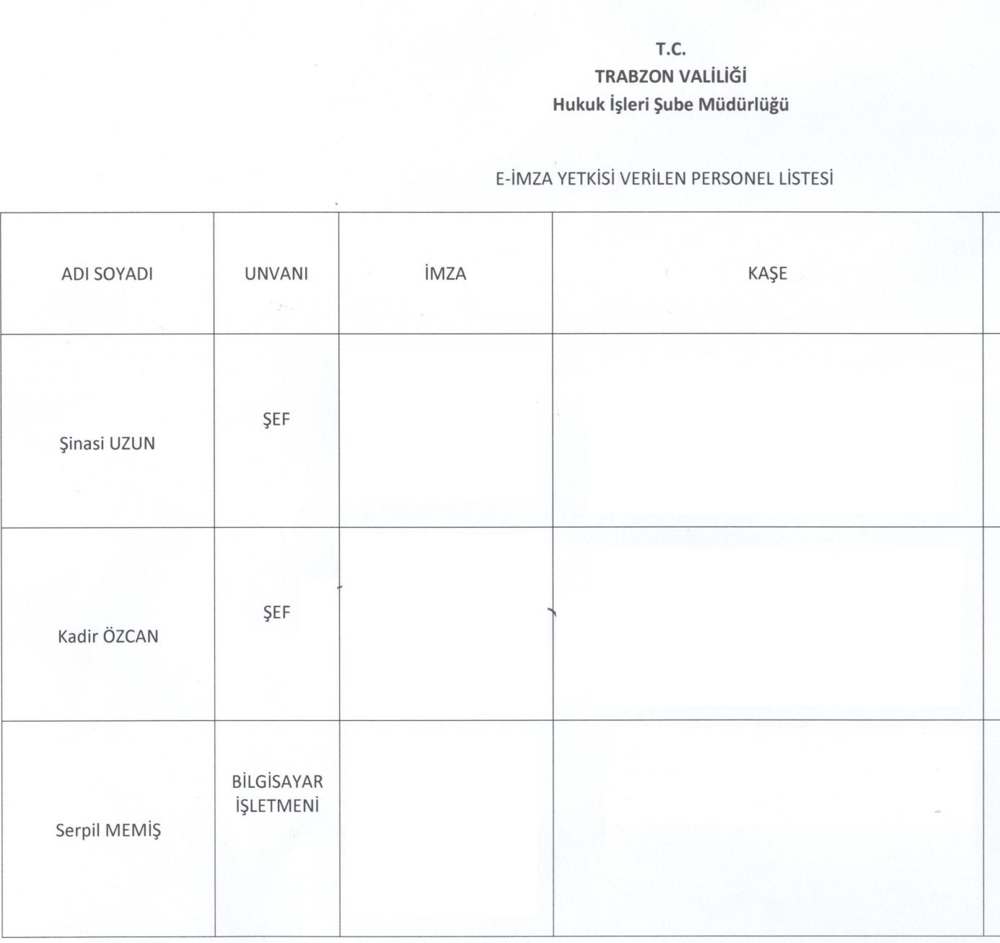 T.C.
TRABZON VALİLİĞİ
Hukuk İşleri Şube Müdürlüğü
E-İMZA YETKİSİ VERİLEN PERSONEL LİSTESİ
ADI SOYADI
UNVANI
İMZA
KAŞE
Şinasi UZUN
ŞEF
Kadir ÖZCAN
ŞEF
Serpil MEMİŞ
BİLGİSAYAR
İŞLETMENİ